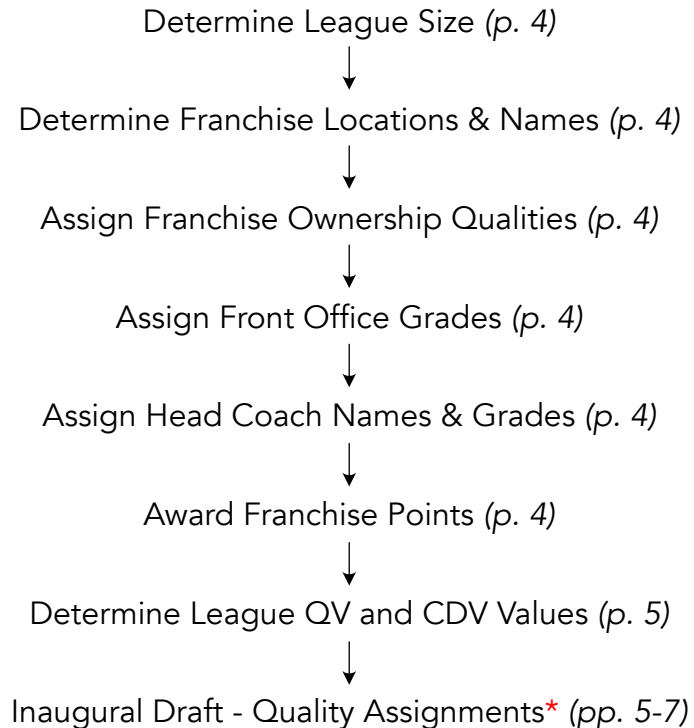 Determine League Size (p. 4)
Determine Franchise Locations & Names (p. 4)
Assign Franchise Ownership Qualities (p. 4)
Assign Front Office Grades (p. 4)
Assign Head Coach Names & Grades (p. 4)
Award Franchise Points (p. 4)
Determine League QV and CDV Values (p. 5)
Inaugural Draft - Quality Assignments* (pp. 5-7)